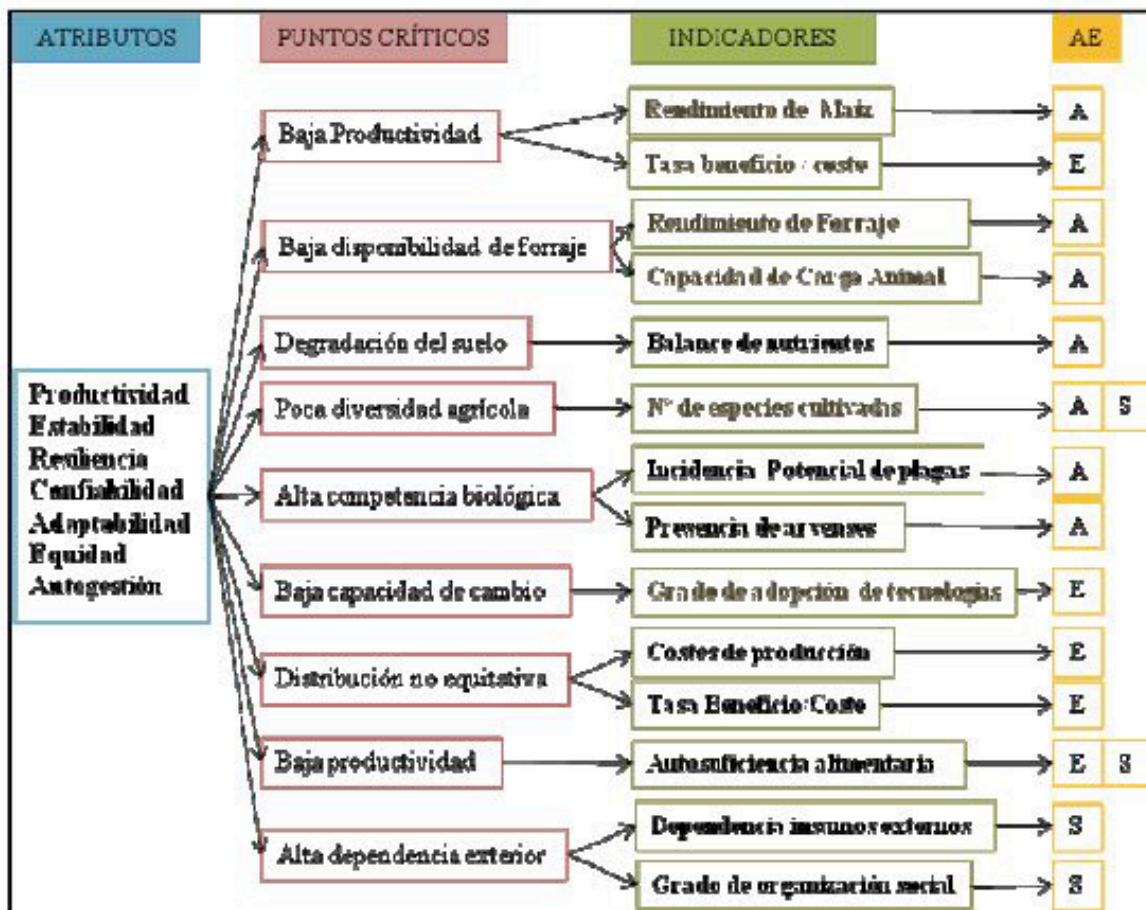 ATRIBUTOS PUNTOS CRÍTICOS INDICADORES AE
Baja Productividad
Rendimiento de Maiz A
Tasa beneficio / costo E
Baja disponibilidad de forraje
Rendimiento de Forraje A
Capacidad de Carga Animal A
Degradación del suelo Balance de nutrientes A
Poca diversidad agrícola Nº de especies cultivadas A S
Productividad
Estabilidad
Resiliencia
Confiabilidad
Adaptabilidad
Equidad
Autogestión
Alta competencia biológica
Incidencia Potencial de plagas A
Presencia de arvenses A
Baja capacidad de cambio Grado de adopción de tecnologías E
Distribución no equitativa
Costes de producción E
Tasa Beneficio/Costo E
Baja productividad Autosuficiencia alimentaria E S
Alta dependencia exterior
Dependencia insumos externos S
Grado de organización social S